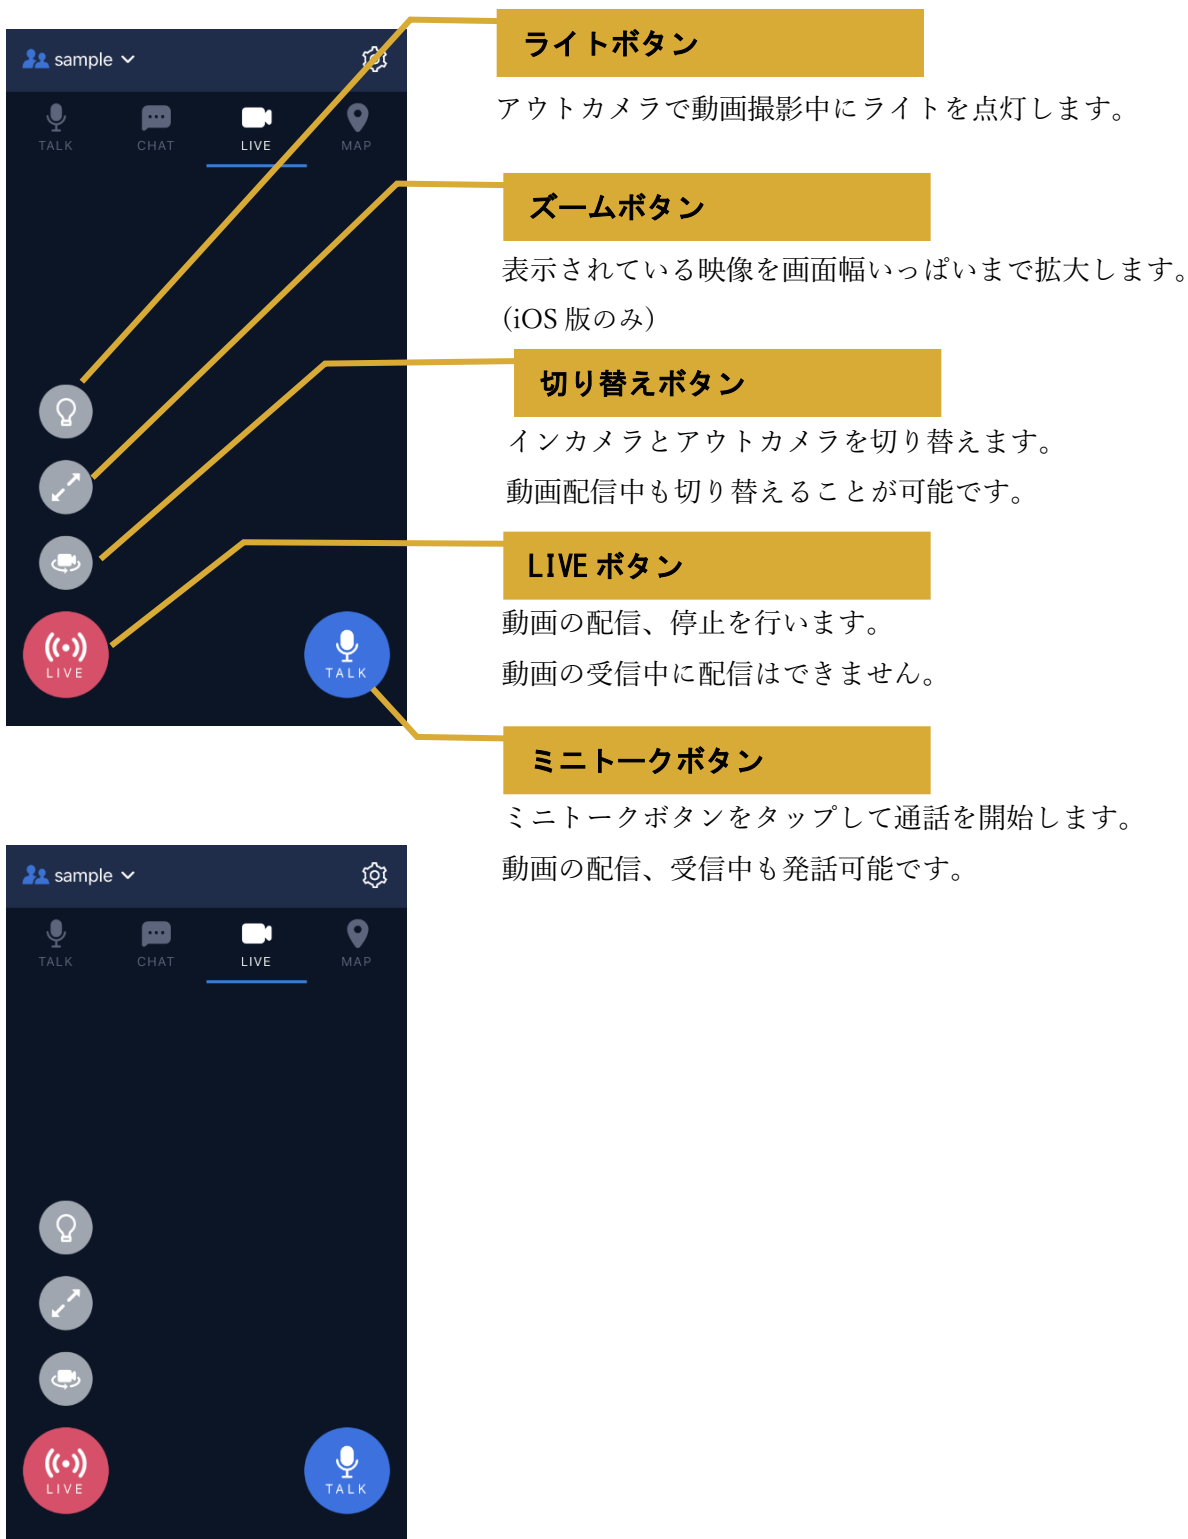 sample
TALK
CHAT
LIVE
MAP
LIVE
TALK
ライトボタン
アウトカメラで動画撮影中にライトを点灯します。
ズームボタン
表示されている映像を画面幅いっぱいまで拡大します。
(iOS 版のみ)
切り替えボタン
インカメラとアウトカメラを切り替えます。
動画配信中も切り替えることが可能です。
LIVE ボタン
動画の配信、停止を行います。
動画の受信中に配信はできません。
ミニトークボタン
ミニトークボタンをタップして通話を開始します。
動画の配信、受信中も発話可能です。
sample
TALK
CHAT
LIVE
MAP
LIVE
TALK